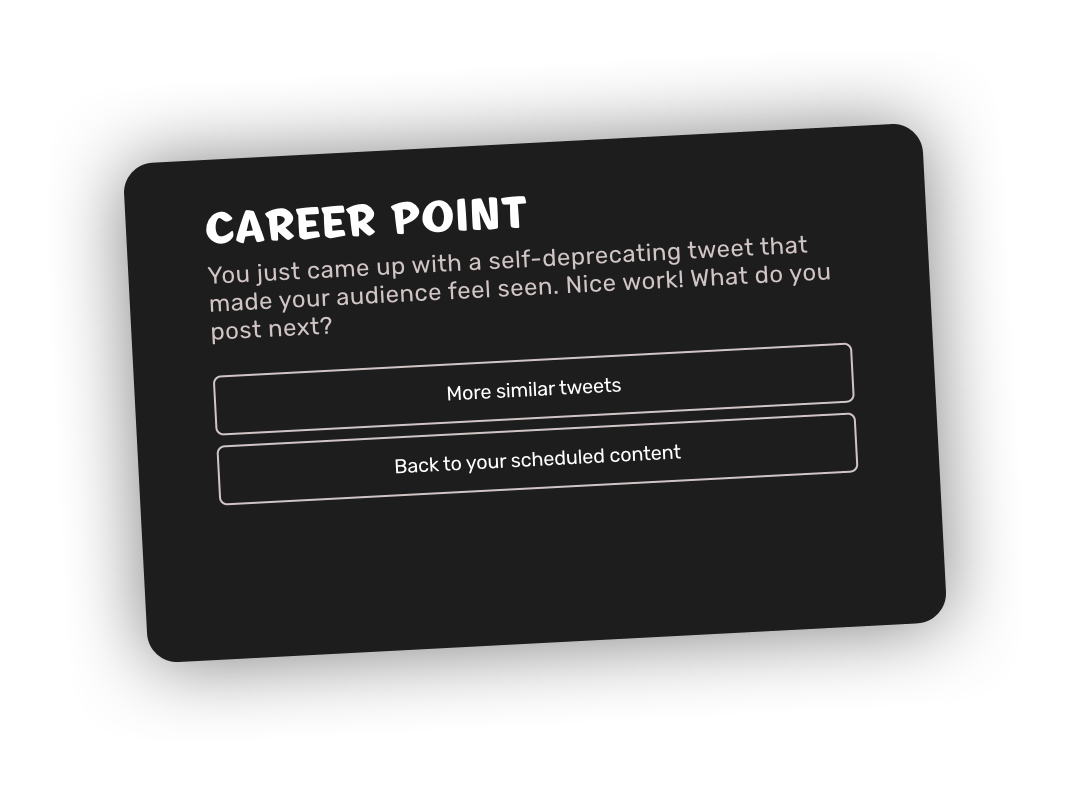 CAREER POINT
You just came up with a self-deprecating tweet that
made your audience feel seen. Nice work! What do you
post next?
More similar tweets
Back to your scheduled content